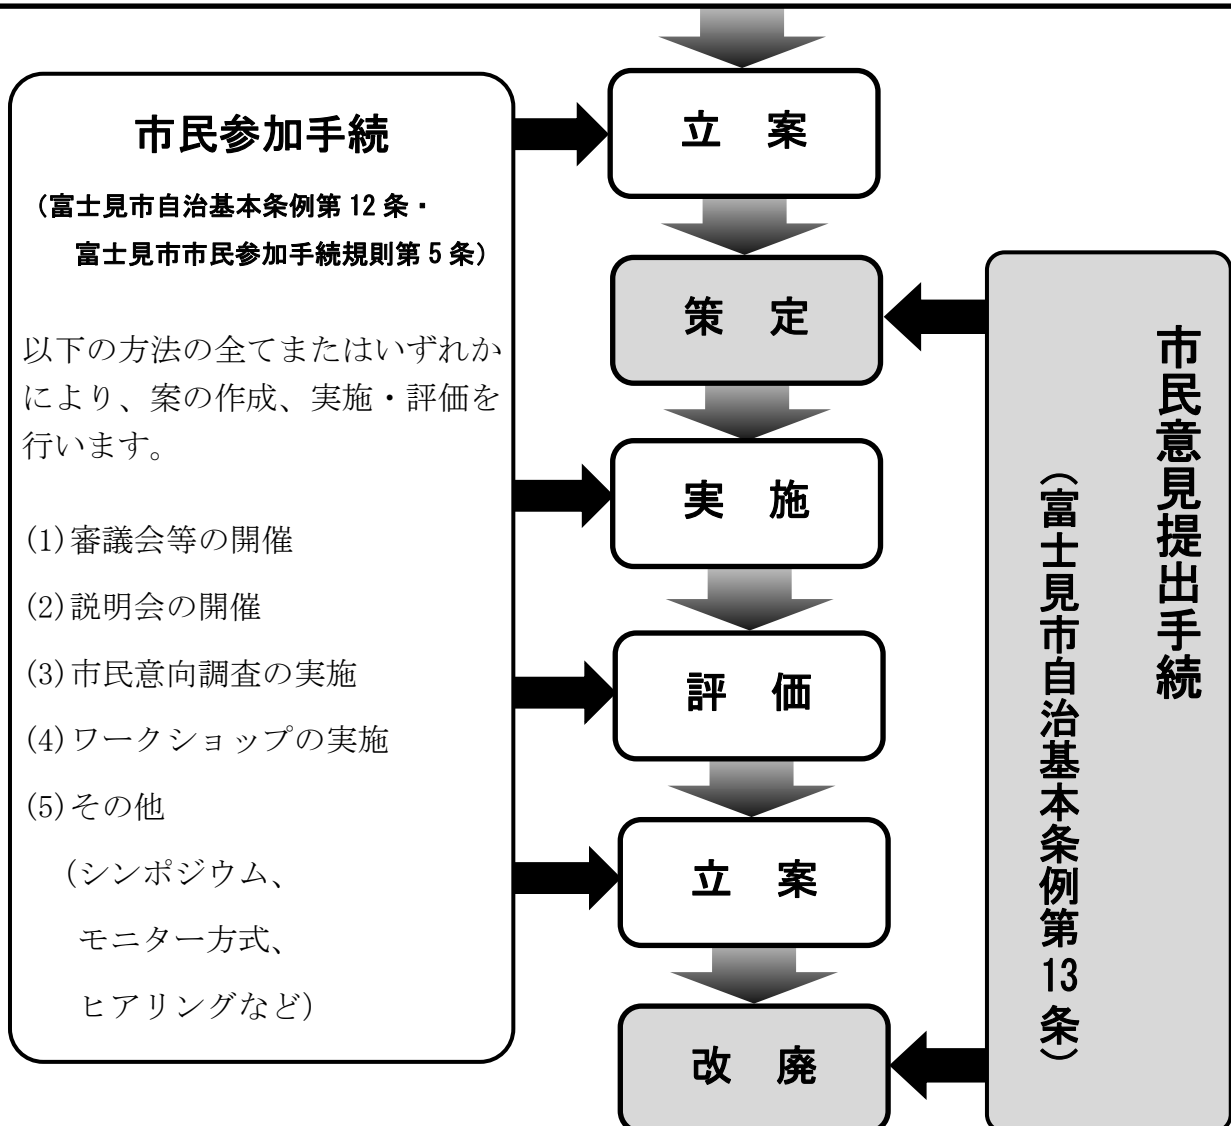 市民参加手続
（富士見市自治基本条例第12条・
富士見市市民参加手続規則第5条）
以下の方法の全てまたはいずれか
により、案の作成、実施・評価を
行います。
(1)審議会等の開催
(2)説明会の開催
(3)市民意向調査の実施
(4)ワークショップの実施
(5)その他
（シンポジウム、
モニター方式、
ヒアリングなど）
立　案
策　定
実　施
評　価
立　案
改　廃
市民意見提出手続
（富士見市自治基本条例第13条）